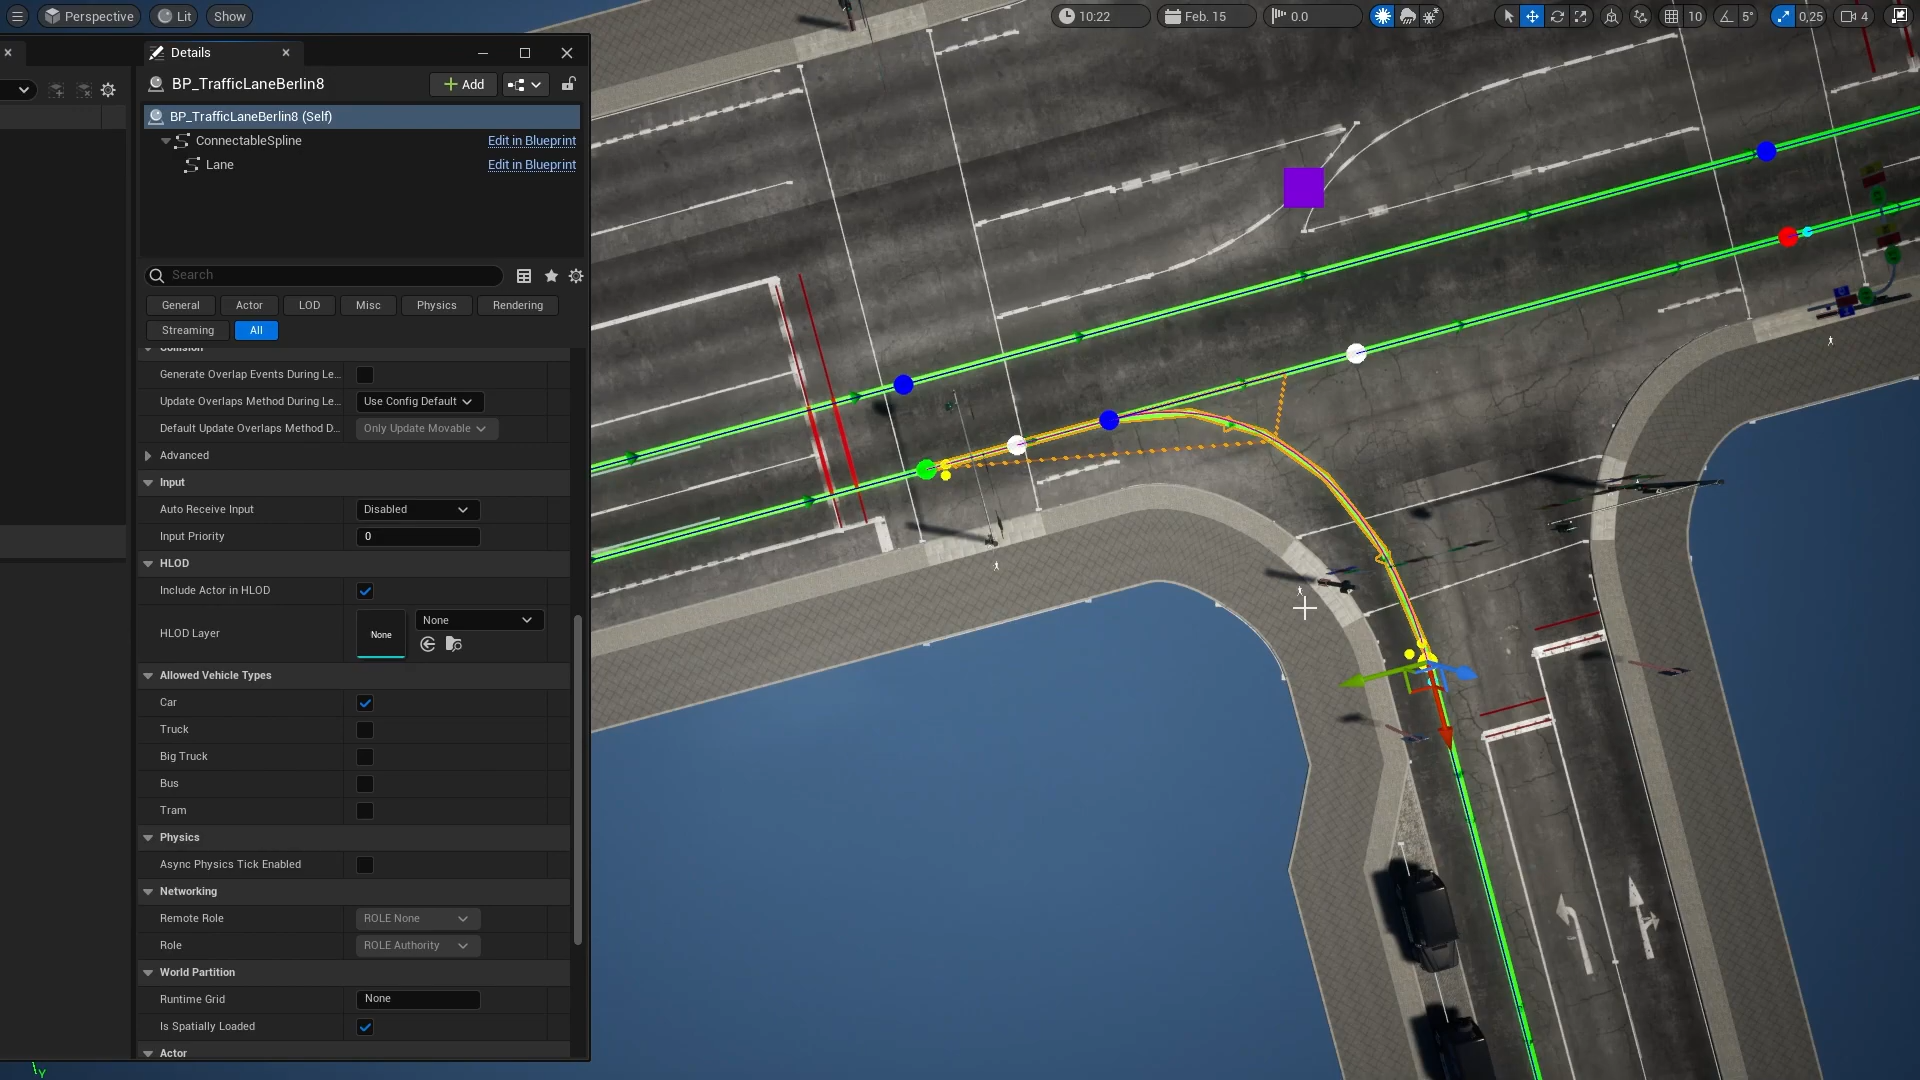 Perspective
Lit
Show
10:22
Feb. 15
0.0
10
5°
0,25
4
Details
BP_TrafficLaneBerlin8
Add
BP_TrafficLaneBerlin8 (Self)
ConnectableSpline
Edit in Blueprint
Lane
Edit in Blueprint
Search
General
Actor
LOD
Misc
Physics
Rendering
Streaming
All
Collision
Generate Overlap Events During Le...
Update Overlaps Method During Le...
Use Config Default
Default Update Overlaps Method D...
Only Update Movable
Advanced
Input
Auto Receive Input
Disabled
Input Priority
0
HLOD
Include Actor in HLOD
HLOD Layer
None
None
Allowed Vehicle Types
Car
Truck
Big Truck
Bus
Tram
Physics
Async Physics Tick Enabled
Networking
Remote Role
ROLE None
Role
ROLE Authority
World Partition
Runtime Grid
None
Is Spatially Loaded
Actor
Y